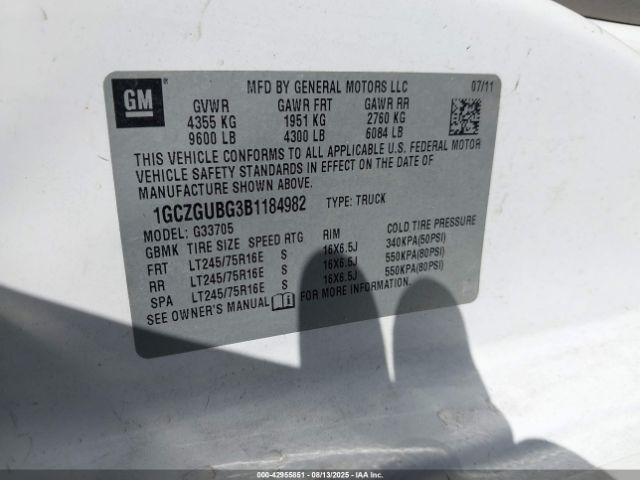 GM ®
MFD BY GENERAL MOTORS LLC 07/11
GVWR GAWR FRT GAWR RR
4355 KG 1951 KG 2760 KG
9600 LB 4300 LB 6084 LB
THIS VEHICLE CONFORMS TO ALL APPLICABLE U.S. FEDERAL MOTOR
VEHICLE SAFETY STANDARDS IN EFFECT ON THE DATE OF
MANUFACTURE SHOWN ABOVE.
1GCZGUBG3B1184982 TYPE: TRUCK
MODEL: G33705
GBMK TIRE SIZE SPEED RTG RIM COLD TIRE PRESSURE
FRT LT245/75R16E S 16X6.5J 340KPA(50PSI)
RR LT245/75R16E S 16X6.5J 550KPA(80PSI)
SPA LT245/75R16E S 16X6.5J 550KPA(80PSI)
SEE OWNER'S MANUAL FOR MORE INFORMATION.
000-42955851 - 08/13/2025 - IAA Inc.